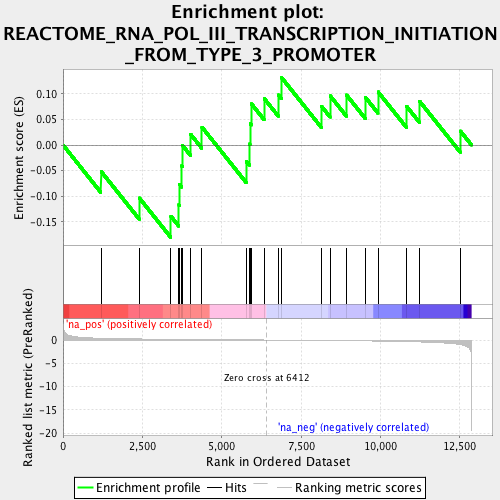 Enrichment plot:
REACTOME_RNA_POL_III_TRANSCRIPTION_INITIATION
_FROM_TYPE_3_PROMOTER
Enrichment score (ES)
0.10
0.05
0.00
-0.05
-0.10
-0.15
'na_pos' (positively correlated)
Ranked list metric (PreRanked)
0
-5
-10
-15
-20
Zero cross at 6412
'na_neg' (negatively correlated)
0 2,500 5,000 7,500 10,000 12,500
Rank in Ordered Dataset
Enrichment profile Hits Ranking metric scores